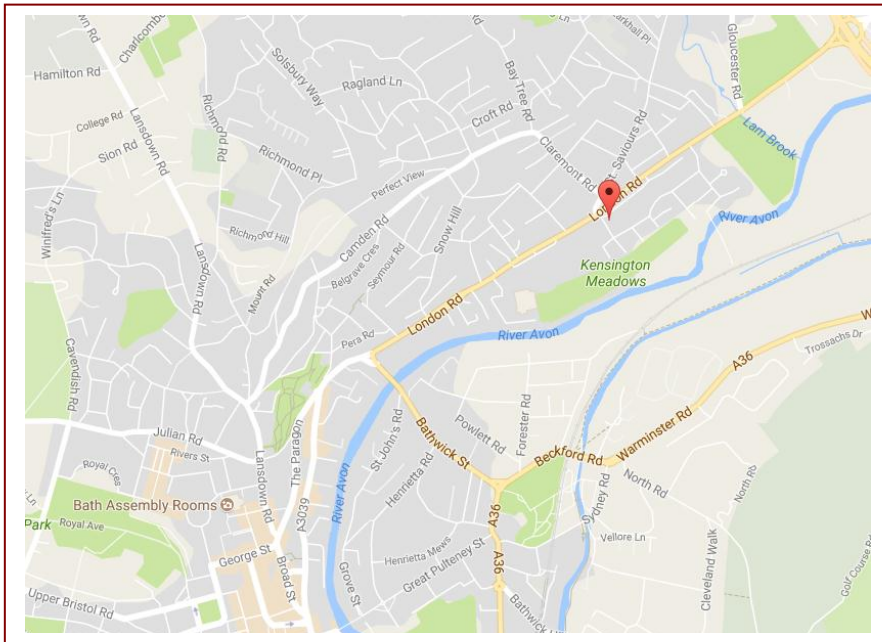 Charlcombe
Lansdown Rd
Hamilton Rd
College Rd
Sion Rd
Winifred's Ln
Lansdown Rd
Richmond Rd
Richmond Pl
Richmond Hill
Mount Rd
Solsbury Way
Ragland Ln
Croft Rd
Perfect View
Camden Rd
Belgrave Cres
Seymour Rd
Snow Hill
Bay Tree Rd
Claremont Rd
St. Saviours Rd
Gloucester Rd
Lam Brook
London Rd
River Avon
Kensington
Meadows
London Rd
River Avon
Pera Rd
A36
Trossachs Dr
Warminster Rd
Beckford Rd
Forester Rd
Powlett Rd
Bathwick St
St John's Rd
Henrietta Rd
Cavendish Rd
Julian Rd
Rivers St
Lansdown Rd
The Paragon
A3039
River Avon
Royal Cres
Bath Assembly Rooms
Park
Royal Ave
George St
Broad St
Upper Bristol Rd
Grove St
Henrietta Mews
Great Pulteney St
A36
A36
Sydney Rd
North Rd
North Rd
Vellore Ln
Cleveland Walk